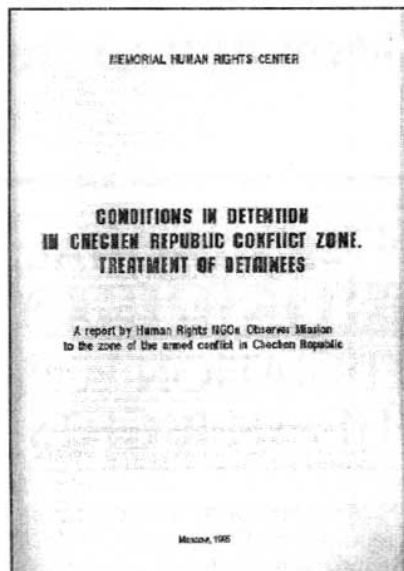 MEMORIAL HUMAN RIGHTS CENTER
CONDITIONS IN DETENTION
IN CHECHEN REPUBLIC CONFLICT ZONE.
TREATMENT OF DETAINEES
A report by Human Rights NGOs Observer Mission
to the zone of the armed conflict in Chechen Republic
Moscow, 1995